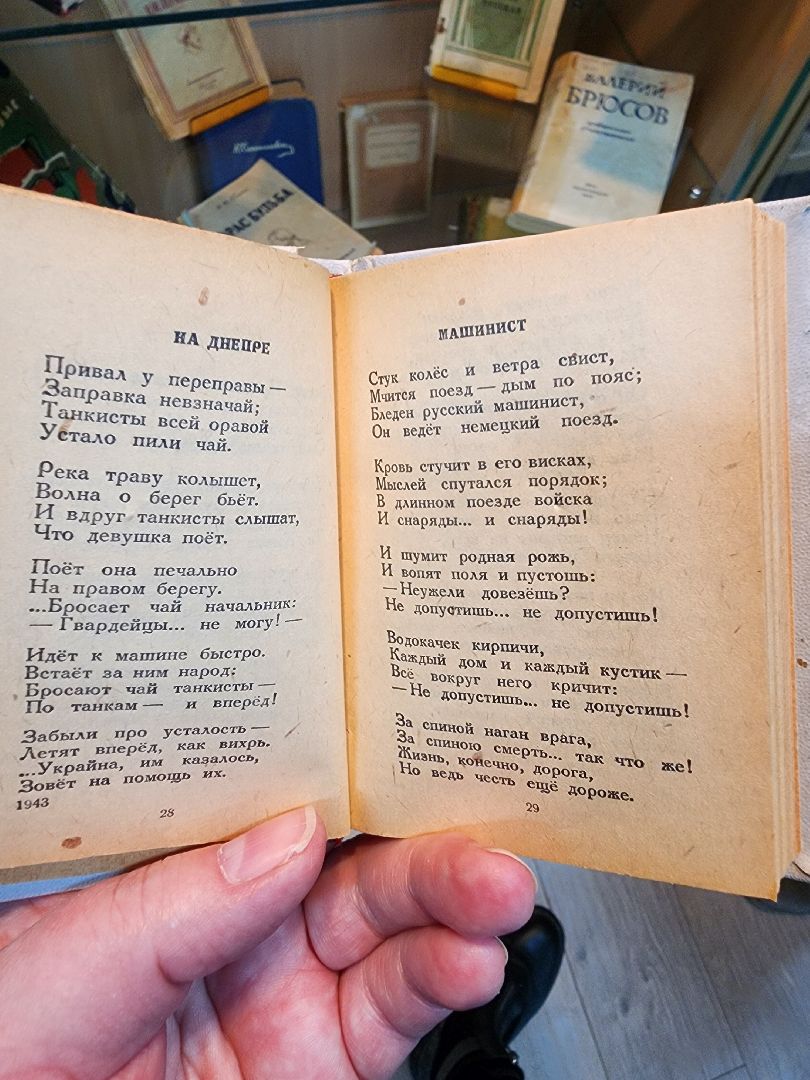 ВАЛЕРИЙ
БРЮСОВ
РАС БУЛЬБА
НА ДНЕПРЕ
Привал у переправы —
Заправка невзначай;
Танкисты всей оравой
Устало пили чай.
Река траву колышет,
Волна о берег бьёт.
И вдруг танкисты слышат,
Что девушка поёт.
Поёт она печально
На правом берегу.
...Бросает чай начальник:
— Гвардейцы... не могу! —
Идёт к машине быстро.
Встаёт за ним народ;
Бросают чай танкисты —
По танкам — и вперёд!
Забыли про усталость —
Летят вперёд, как вихрь.
...Украйна, им казалось,
Зовёт на помощь их.
1943
28
МАШИНИСТ
Стук колёс и ветра свист,
Мчится поезд — дым по пояс;
Бледен русский машинист,
Он ведёт немецкий поезд.
Кровь стучит в его висках,
Мыслей спутался порядок;
В длинном поезде войска
И снаряды... и снаряды!
И шумит родная рожь,
И вопят поля и пустошь:
— Неужели довезёшь?
Не допустишь... не допустишь!
Водокачек кирпичи,
Каждый дом и каждый кустик —
Всё вокруг него кричит:
— Не допустишь... не допустишь!
За спиной наган врага,
За спиною смерть... так что же!
Жизнь, конечно, дорога,
Но ведь честь ещё дороже.
29